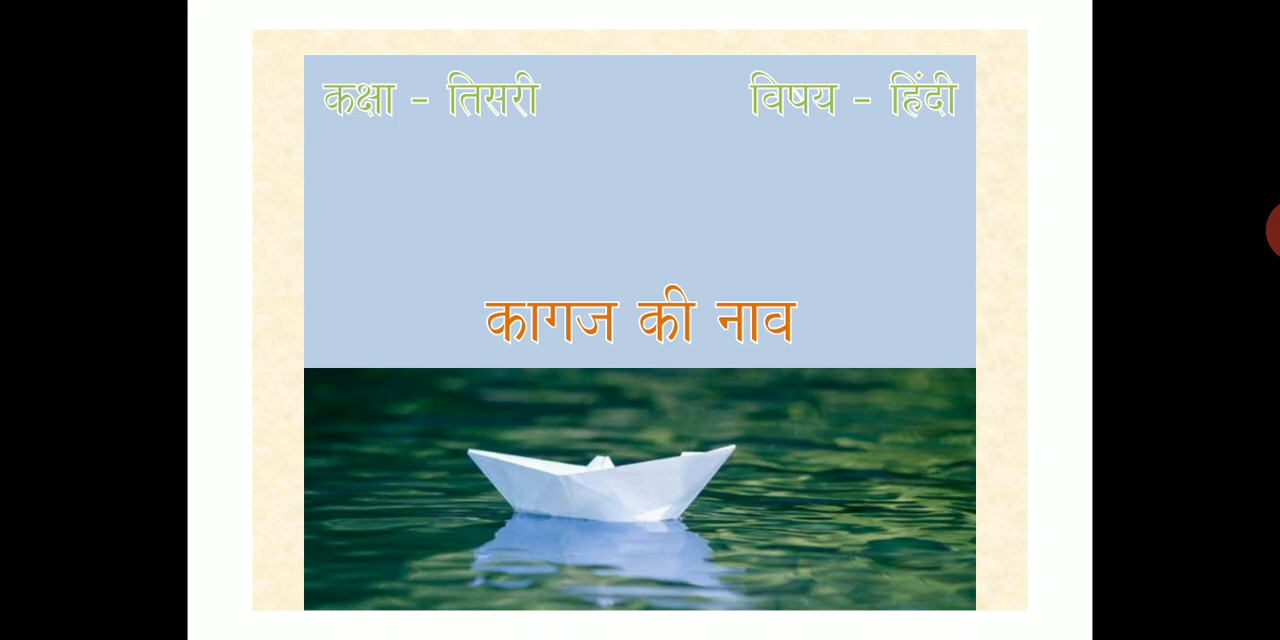 कक्षा - तिसरी विषय - हिंदी
कागज की नाव